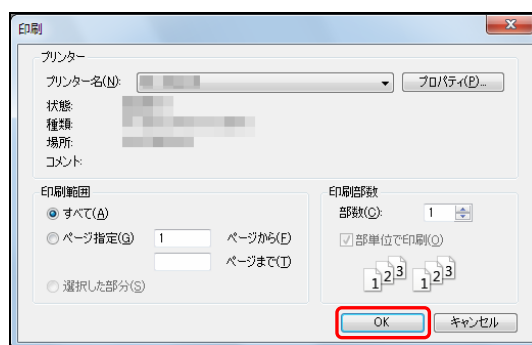 印刷
プリンター
プリンター名(N):
プロパティ(P)...
状態:
種類:
場所:
コメント:
印刷範囲
すべて(A)
ページ指定(G) 1 ページから(F)
ページまで(T)
選択した部分(S)
印刷部数
部数(C): 1
部単位で印刷(O)
1 2 3 1 2 3
OK キャンセル